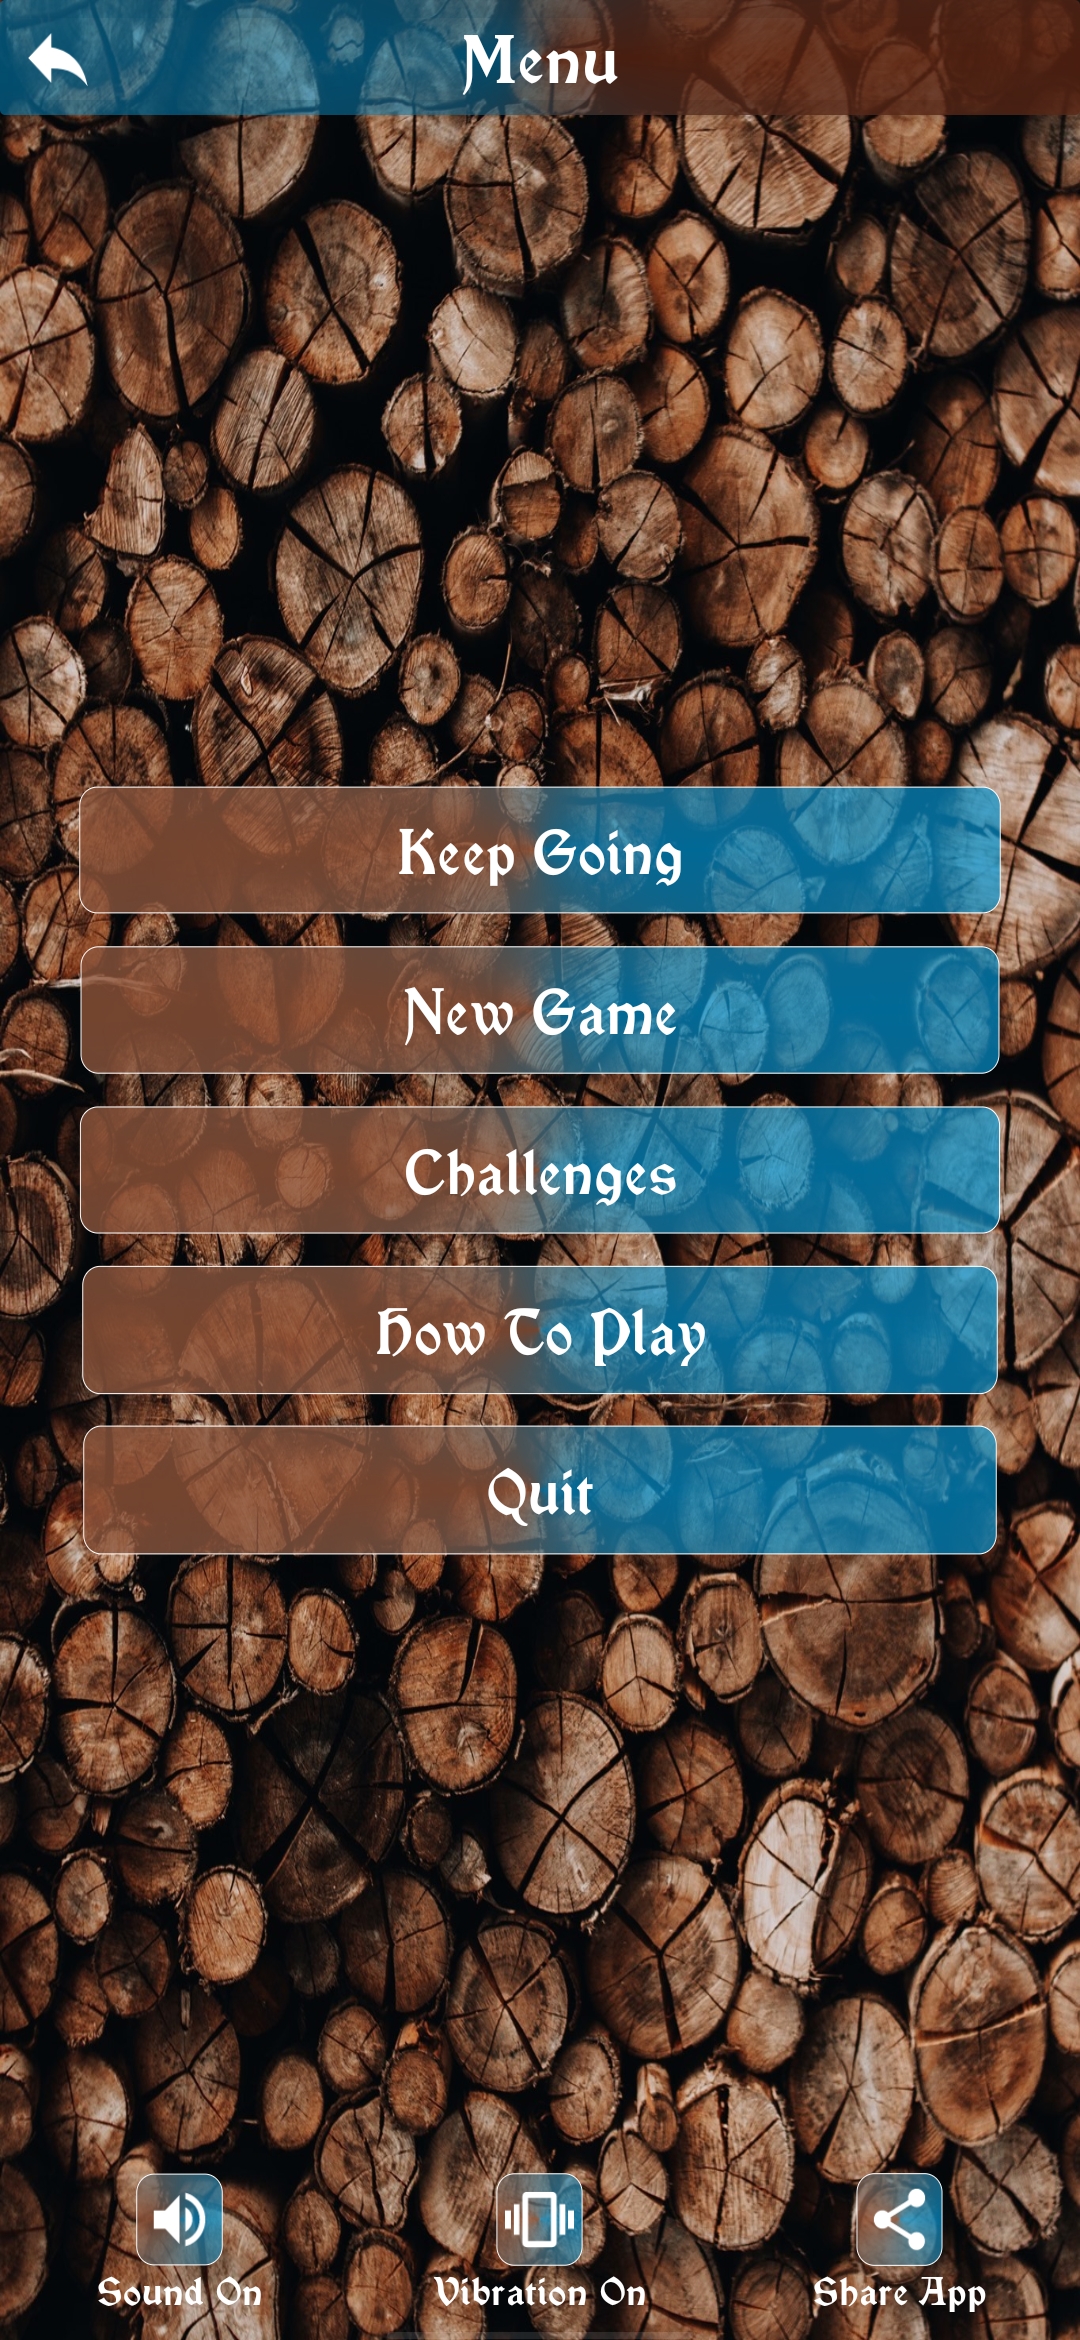 Menu
Keep Going
New Game
Challenges
How To Play
Quit
Sound On
Vibration On
Share App